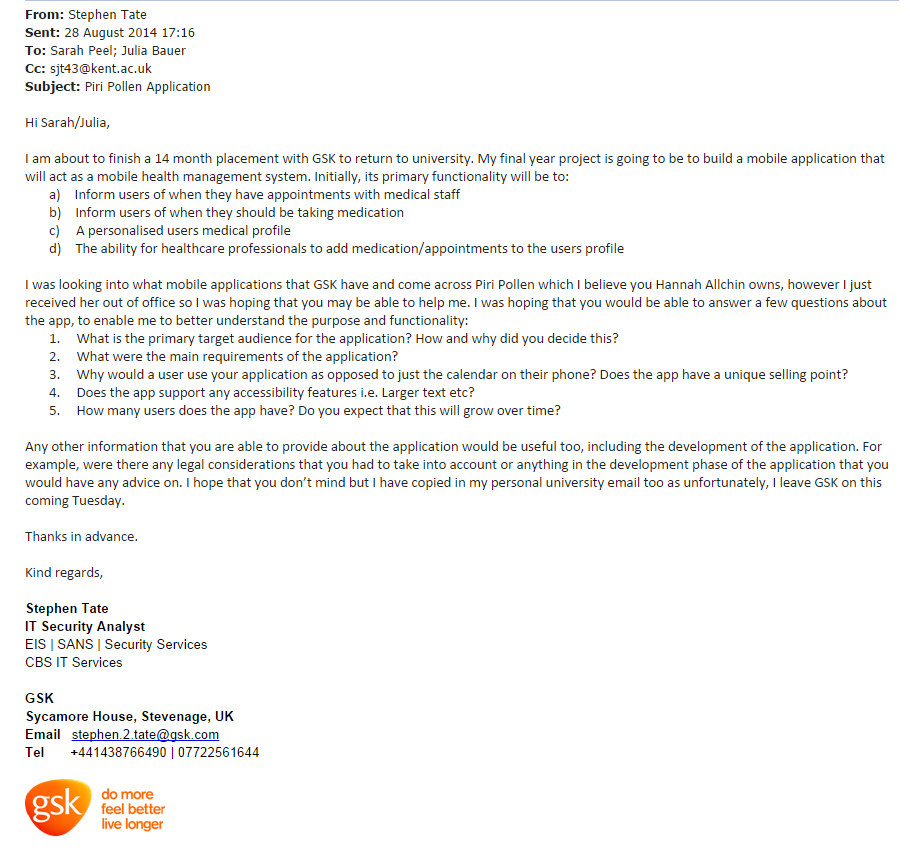 From: Stephen Tate
Sent: 28 August 2014 17:16
To: Sarah Peel; Julia Bauer
Cc: sjt43@kent.ac.uk
Subject: Piri Pollen Application
Hi Sarah/Julia,
I am about to finish a 14 month placement with GSK to return to university. My final year project is going to be to build a mobile application that
will act as a mobile health management system. Initially, its primary functionality will be to:
a) Inform users of when they have appointments with medical staff
b) Inform users of when they should be taking medication
c) A personalised users medical profile
d) The ability for healthcare professionals to add medication/appointments to the users profile
I was looking into what mobile applications that GSK have and come across Piri Pollen which I believe you Hannah Allchin owns, however I just
received her out of office so I was hoping that you may be able to help me. I was hoping that you would be able to answer a few questions about
the app, to enable me to better understand the purpose and functionality:
1. What is the primary target audience for the application? How and why did you decide this?
2. What were the main requirements of the application?
3. Why would a user use your application as opposed to just the calendar on their phone? Does the app have a unique selling point?
4. Does the app support any accessibility features i.e. Larger text etc?
5. How many users does the app have? Do you expect that this will grow over time?
Any other information that you are able to provide about the application would be useful too, including the development of the application. For
example, were there any legal considerations that you had to take into account or anything in the development phase of the application that you
would have any advice on. I hope that you don't mind but I have copied in my personal university email too as unfortunately, I leave GSK on this
coming Tuesday.
Thanks in advance.
Kind regards,
Stephen Tate
IT Security Analyst
EIS | SANS | Security Services
CBS IT Services
GSK
Sycamore House, Stevenage, UK
Email stephen.2.tate@gsk.com
Tel +441438766490 | 07722561644
gsk
do more
feel better
live longer